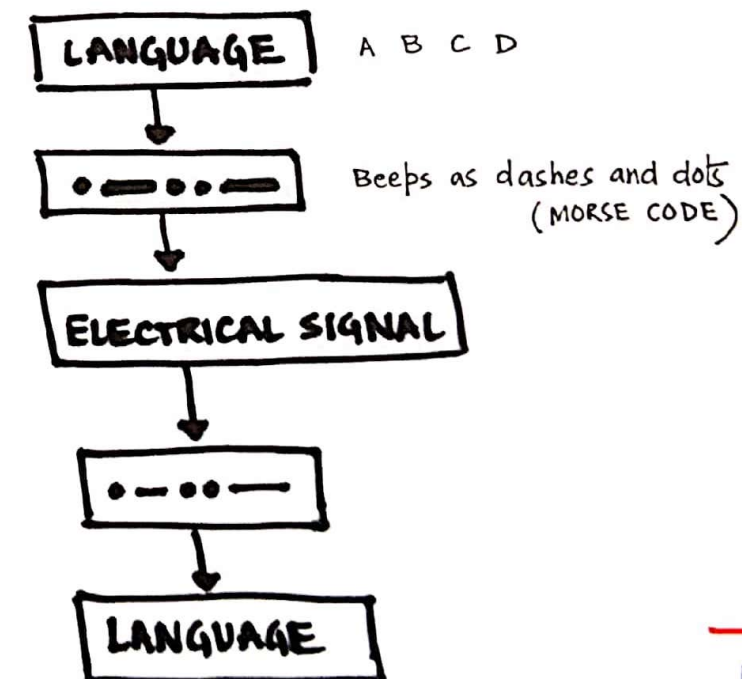 LANGUAGE
A B C D
Beeps as dashes and dots
(MORSE CODE)
ELECTRICAL SIGNAL
LANGUAGE